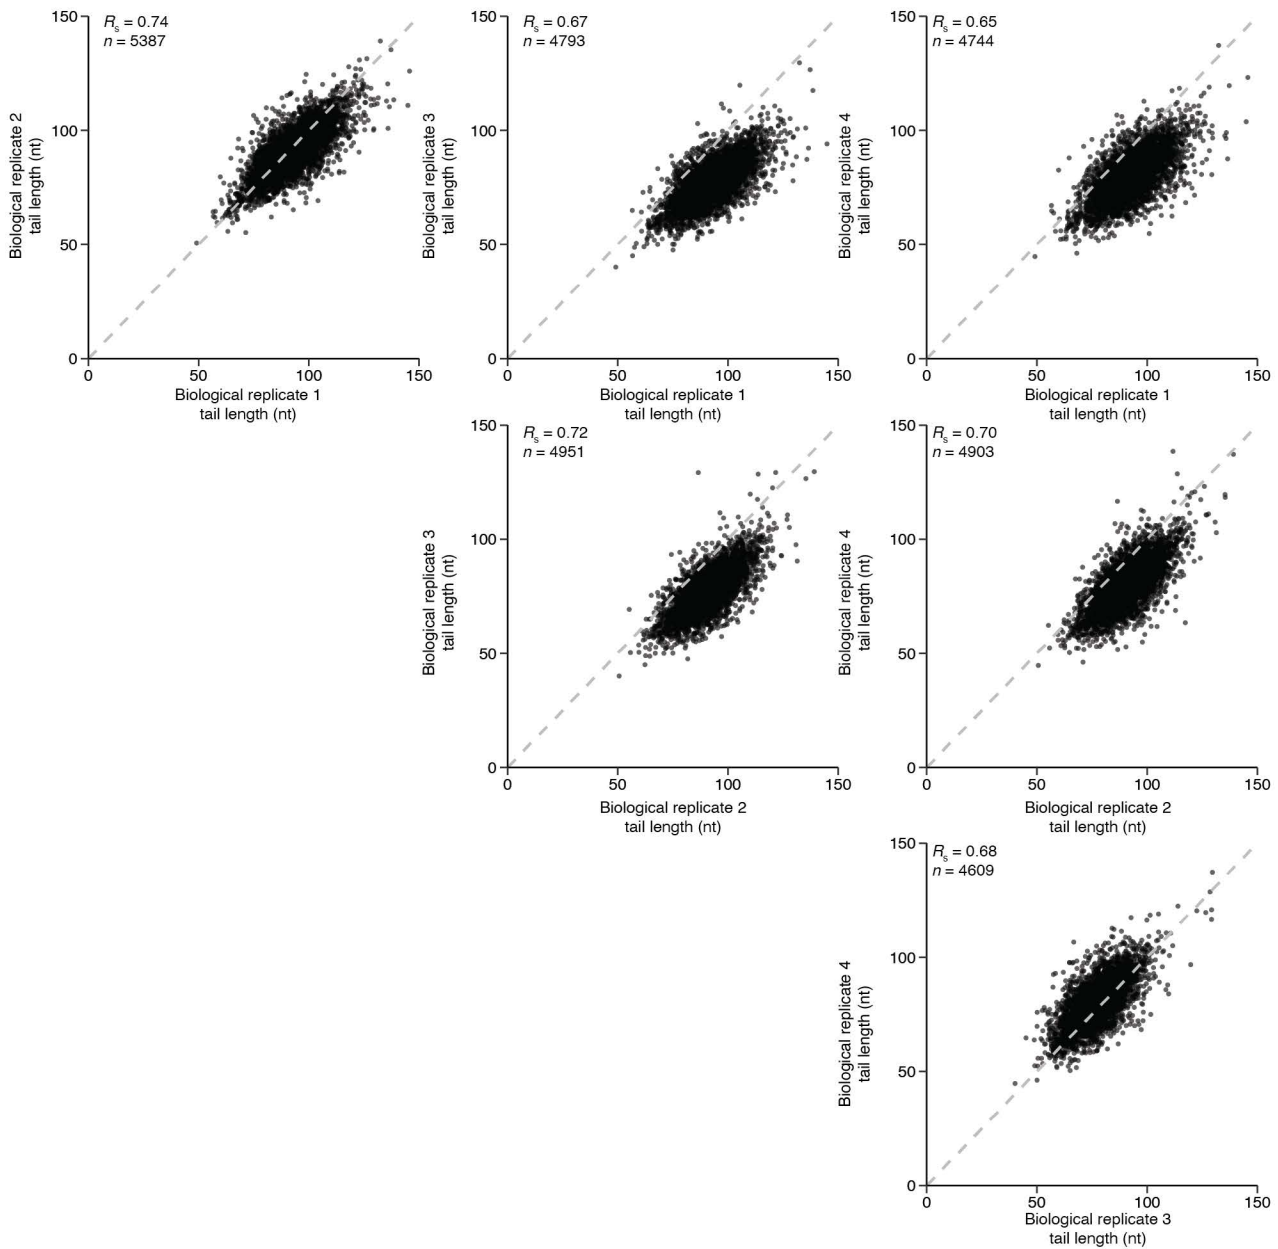 R_s = 0.74
n = 5387
150
100
50
0
0 50 100 150
Biological replicate 2
tail length (nt)
Biological replicate 1
tail length (nt)
R_s = 0.67
n = 4793
150
100
50
0
0 50 100 150
Biological replicate 3
tail length (nt)
Biological replicate 1
tail length (nt)
R_s = 0.65
n = 4744
150
100
50
0
0 50 100 150
Biological replicate 4
tail length (nt)
Biological replicate 1
tail length (nt)
R_s = 0.72
n = 4951
150
100
50
0
0 50 100 150
Biological replicate 3
tail length (nt)
Biological replicate 2
tail length (nt)
R_s = 0.70
n = 4903
150
100
50
0
0 50 100 150
Biological replicate 4
tail length (nt)
Biological replicate 2
tail length (nt)
R_s = 0.68
n = 4609
150
100
50
0
0 50 100 150
Biological replicate 4
tail length (nt)
Biological replicate 3
tail length (nt)